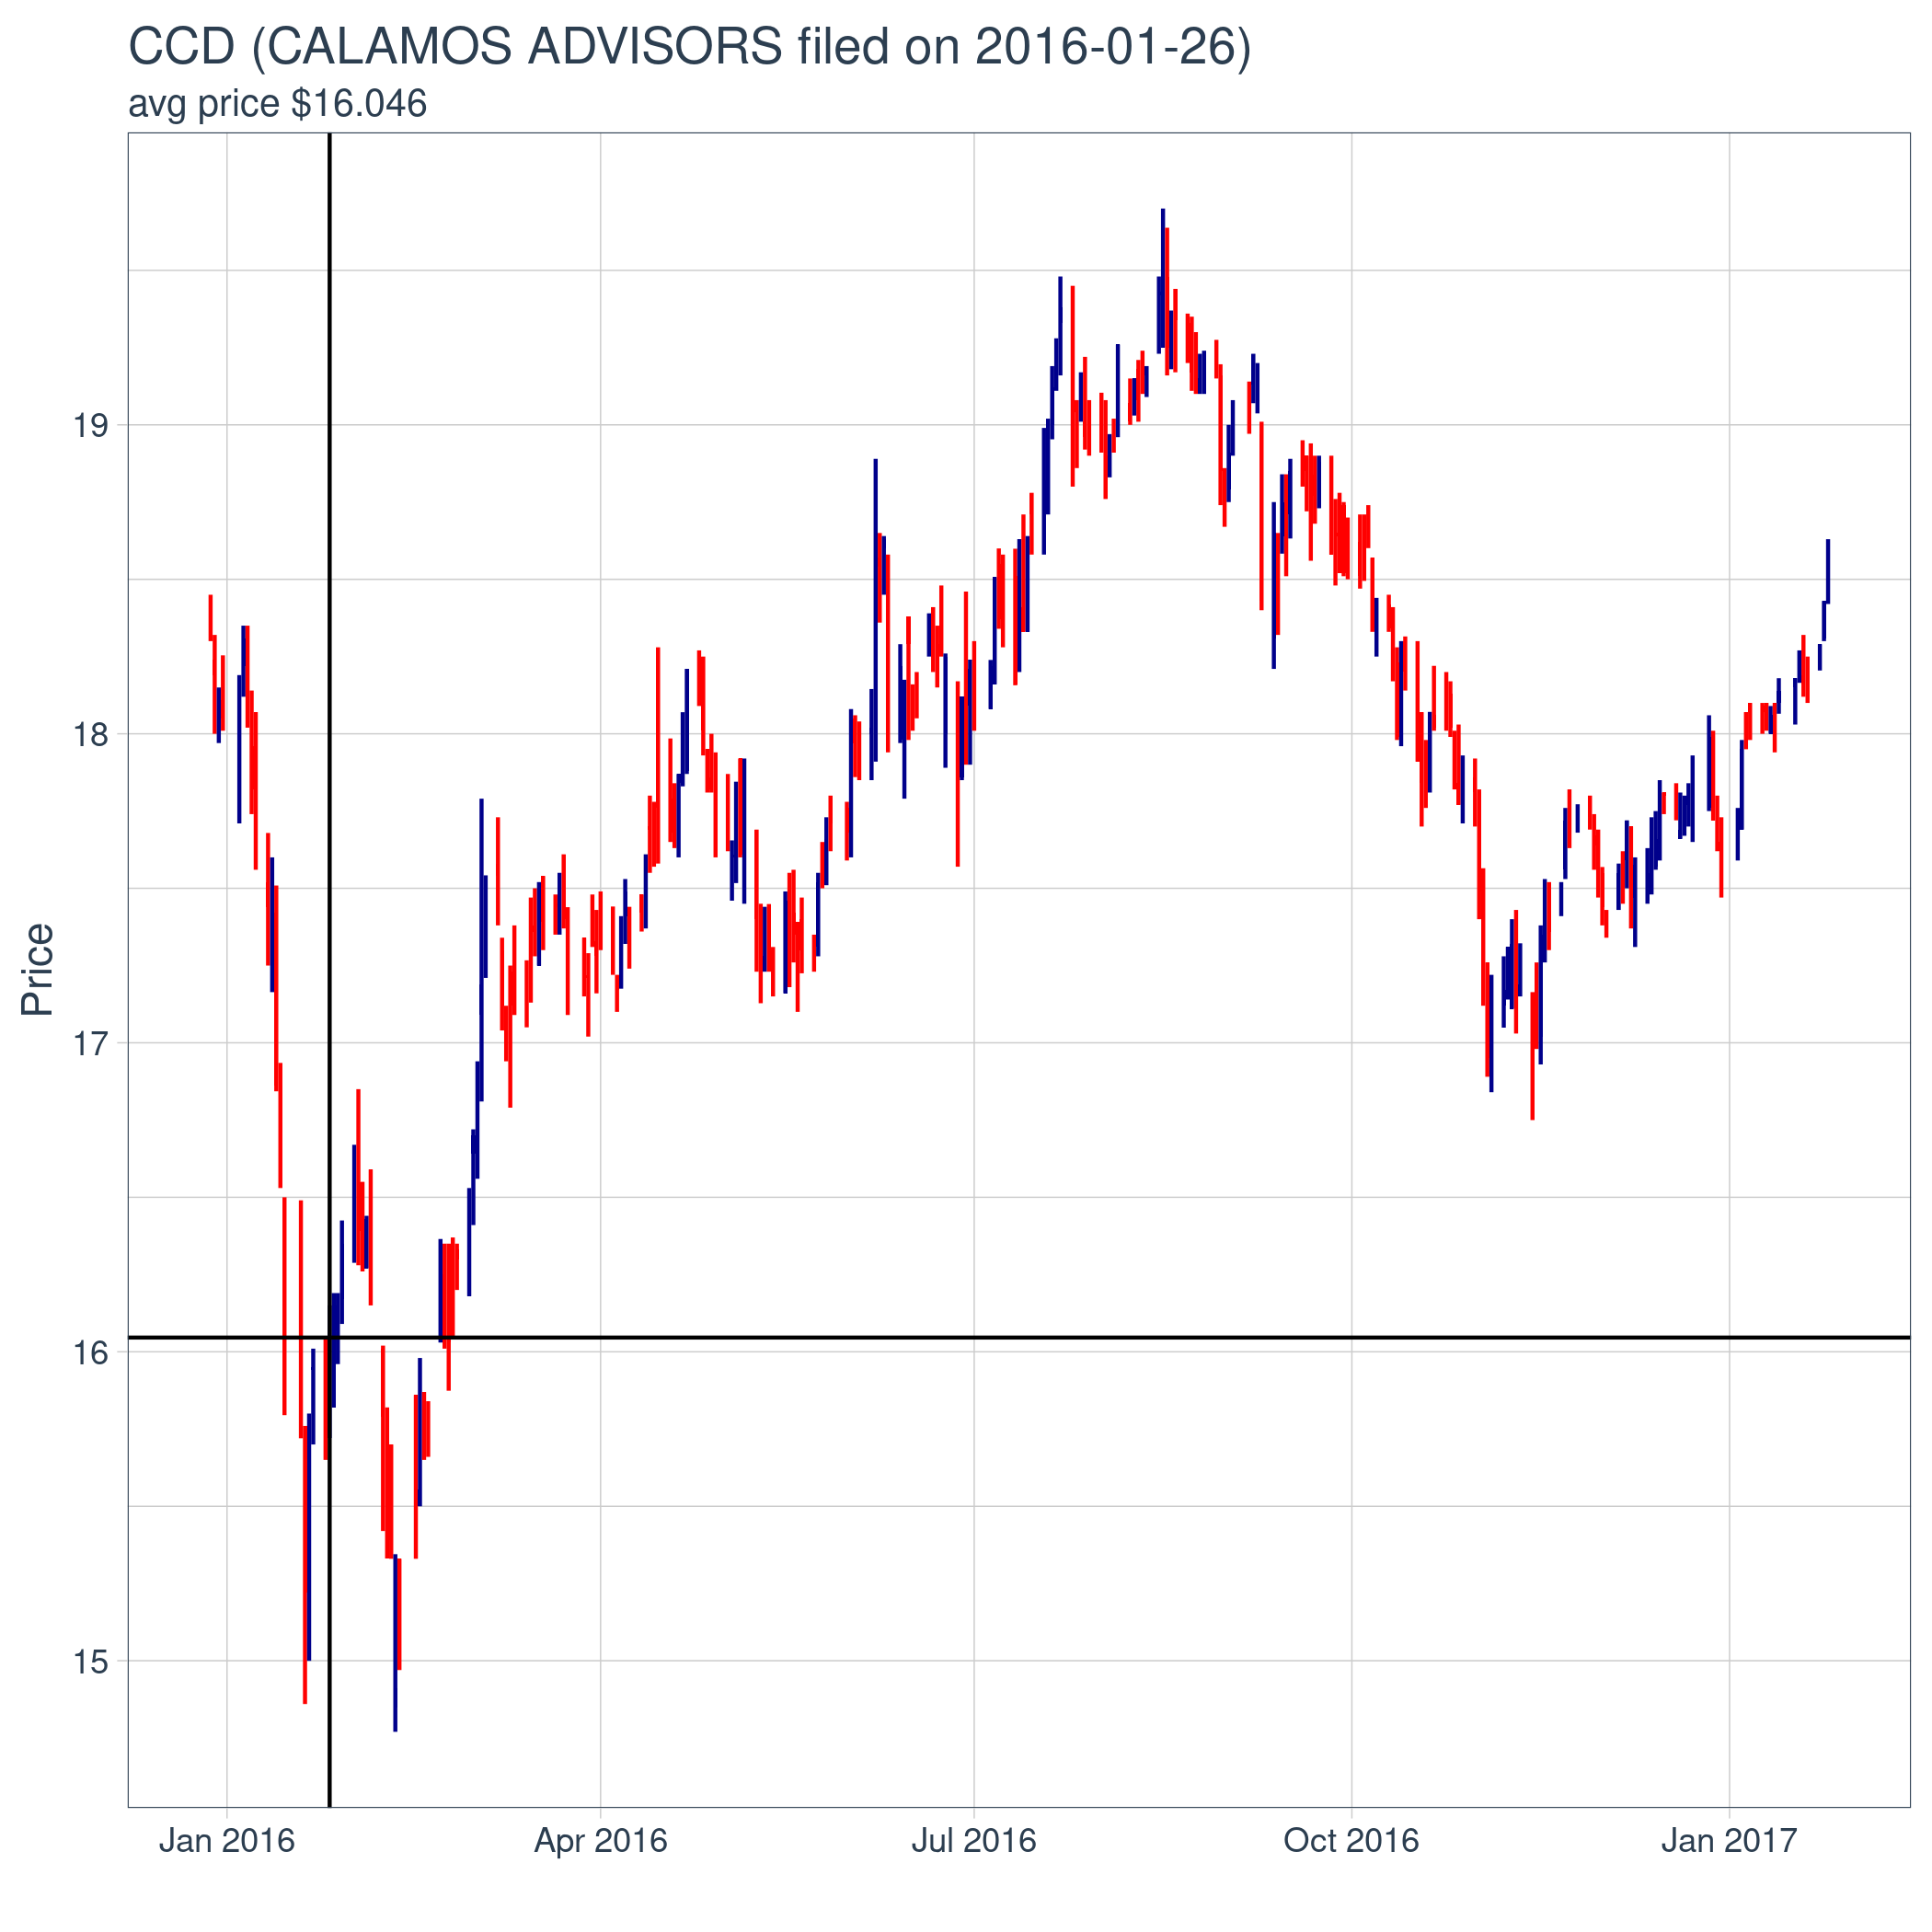 CCD (CALAMOS ADVISORS filed on 2016-01-26)
avg price $16.046
Price
19
18
17
16
15
Jan 2016
Apr 2016
Jul 2016
Oct 2016
Jan 2017